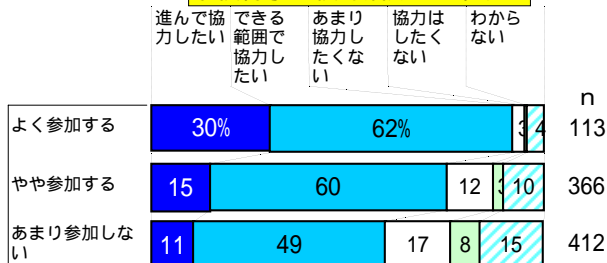 進んで協
力したい
できる
範囲で
協力し
たい
あまり
協力し
たくな
い
協力は
したく
ない
わから
ない
n
よく参加する
30%
62%
3
4
113
やや参加する
15
60
12
3
10
366
あまり参加しな
い
11
49
17
8
15
412